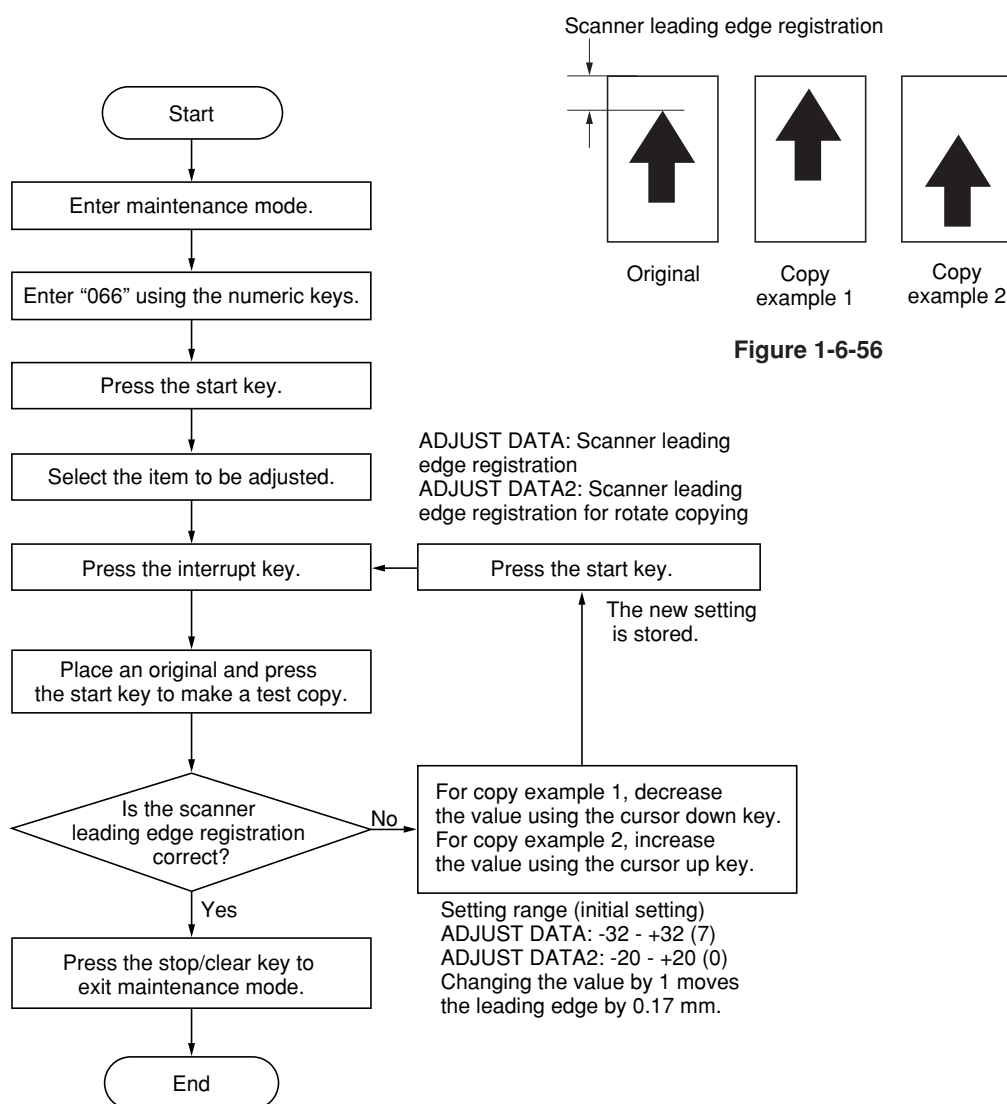 Scanner leading edge registration
Original
Copy
example 1
Copy
example 2
Figure 1-6-56
Start
Enter maintenance mode.
Enter “066” using the numeric keys.
Press the start key.
Select the item to be adjusted.
ADJUST DATA: Scanner leading
edge registration
ADJUST DATA2: Scanner leading
edge registration for rotate copying
Press the interrupt key.
Press the start key.
The new setting
is stored.
Place an original and press
the start key to make a test copy.
Is the scanner
leading edge registration
correct?
No
For copy example 1, decrease
the value using the cursor down key.
For copy example 2, increase
the value using the cursor up key.
Setting range (initial setting)
ADJUST DATA: -32 - +32 (7)
ADJUST DATA2: -20 - +20 (0)
Changing the value by 1 moves
the leading edge by 0.17 mm.
Yes
Press the stop/clear key to
exit maintenance mode.
End